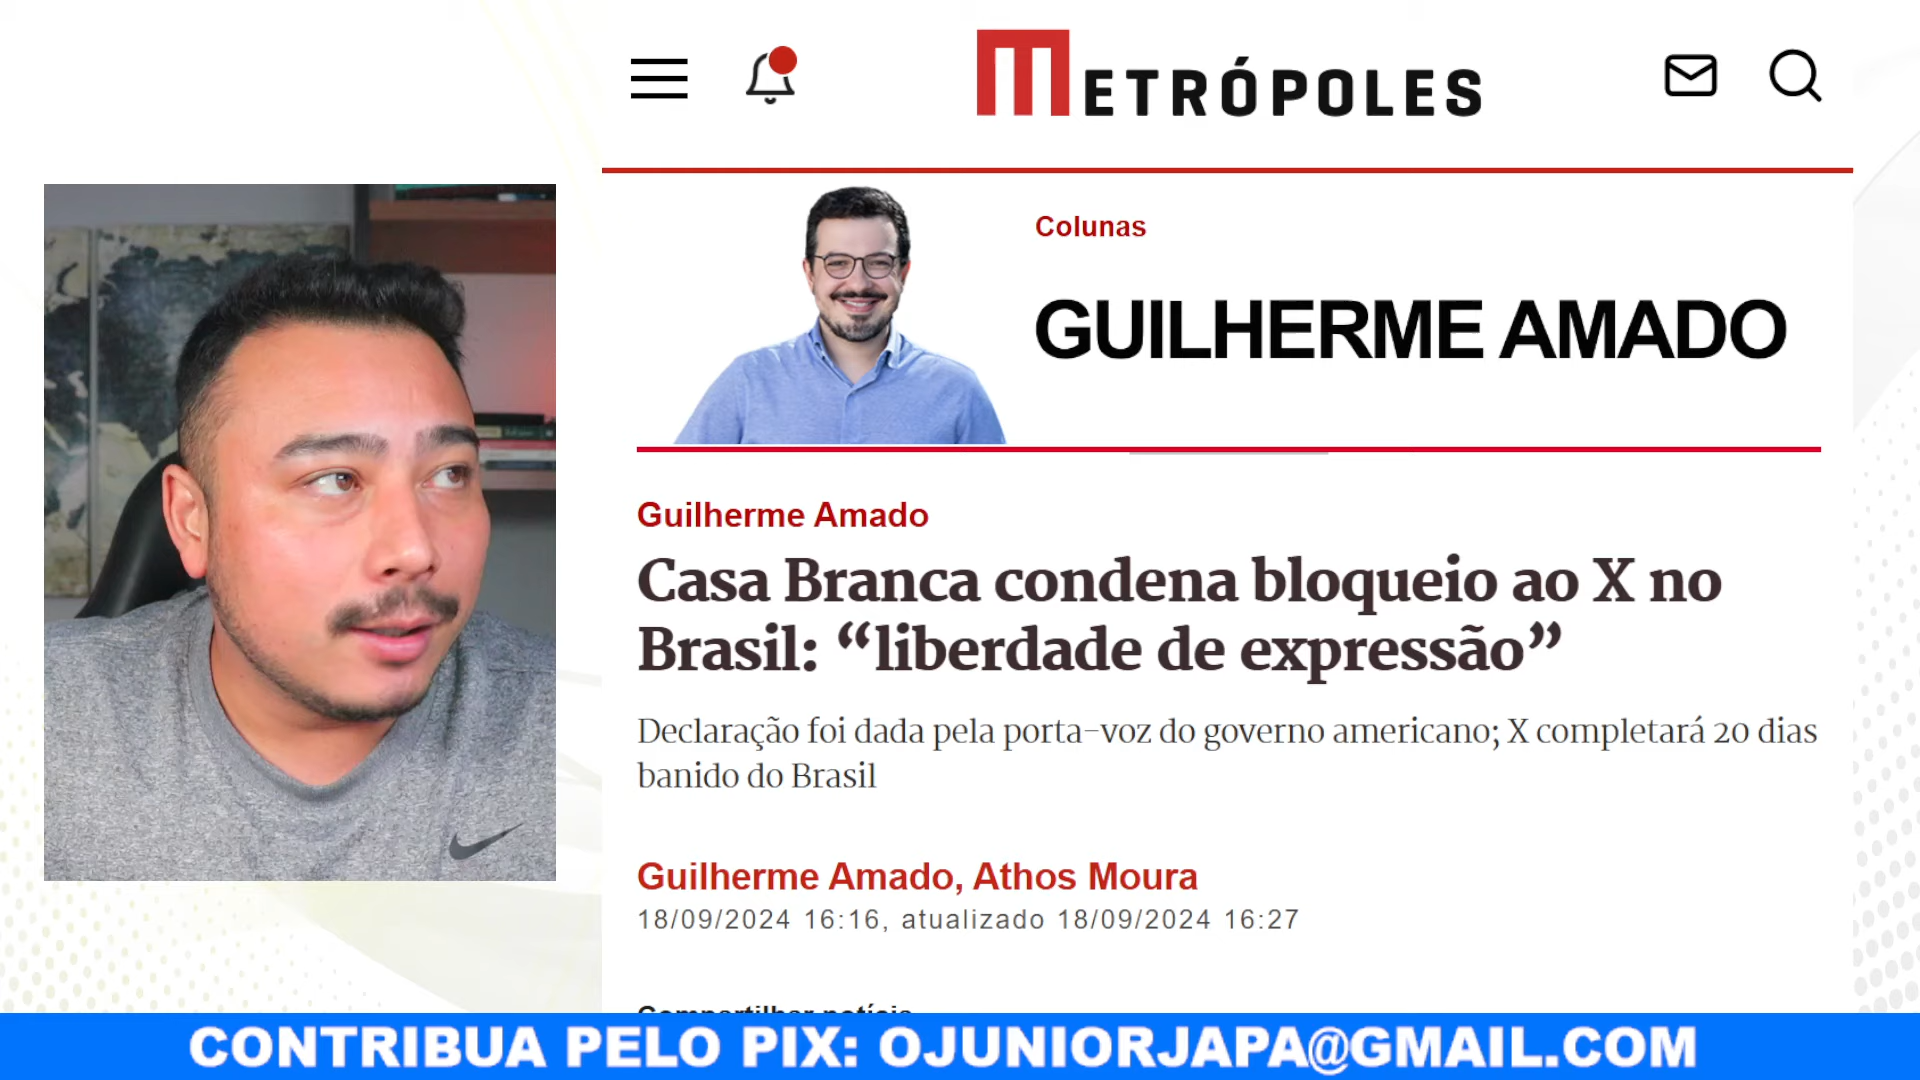 METRÓPOLES
Colunas
GUILHERME AMADO
Guilherme Amado
Casa Branca condena bloqueio ao X no
Brasil: “liberdade de expressão”
Declaração foi dada pela porta-voz do governo americano; X completará 20 dias
banido do Brasil
Guilherme Amado, Athos Moura
18/09/2024 16:16, atualizado 18/09/2024 16:27
Compartilhar notícia
CONTRIBUA PELO PIX: OJUNIORJAPA@GMAIL.COM